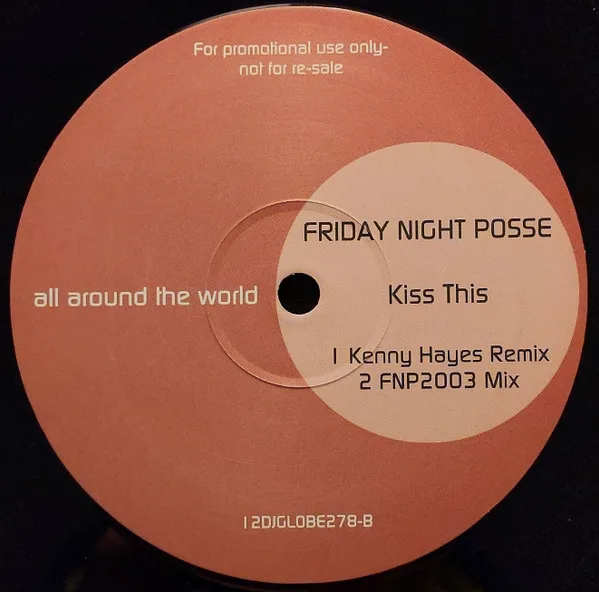 For promotional use only-
not for re-sale
FRIDAY NIGHT POSSE
all around the world
Kiss This
1 Kenny Hayes Remix
2 FNP2003 Mix
12DJGLOBE278-B